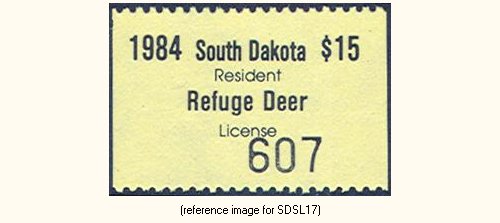 1984 South Dakota $15
Resident
Refuge Deer
License
607
(reference image for SDSL17)